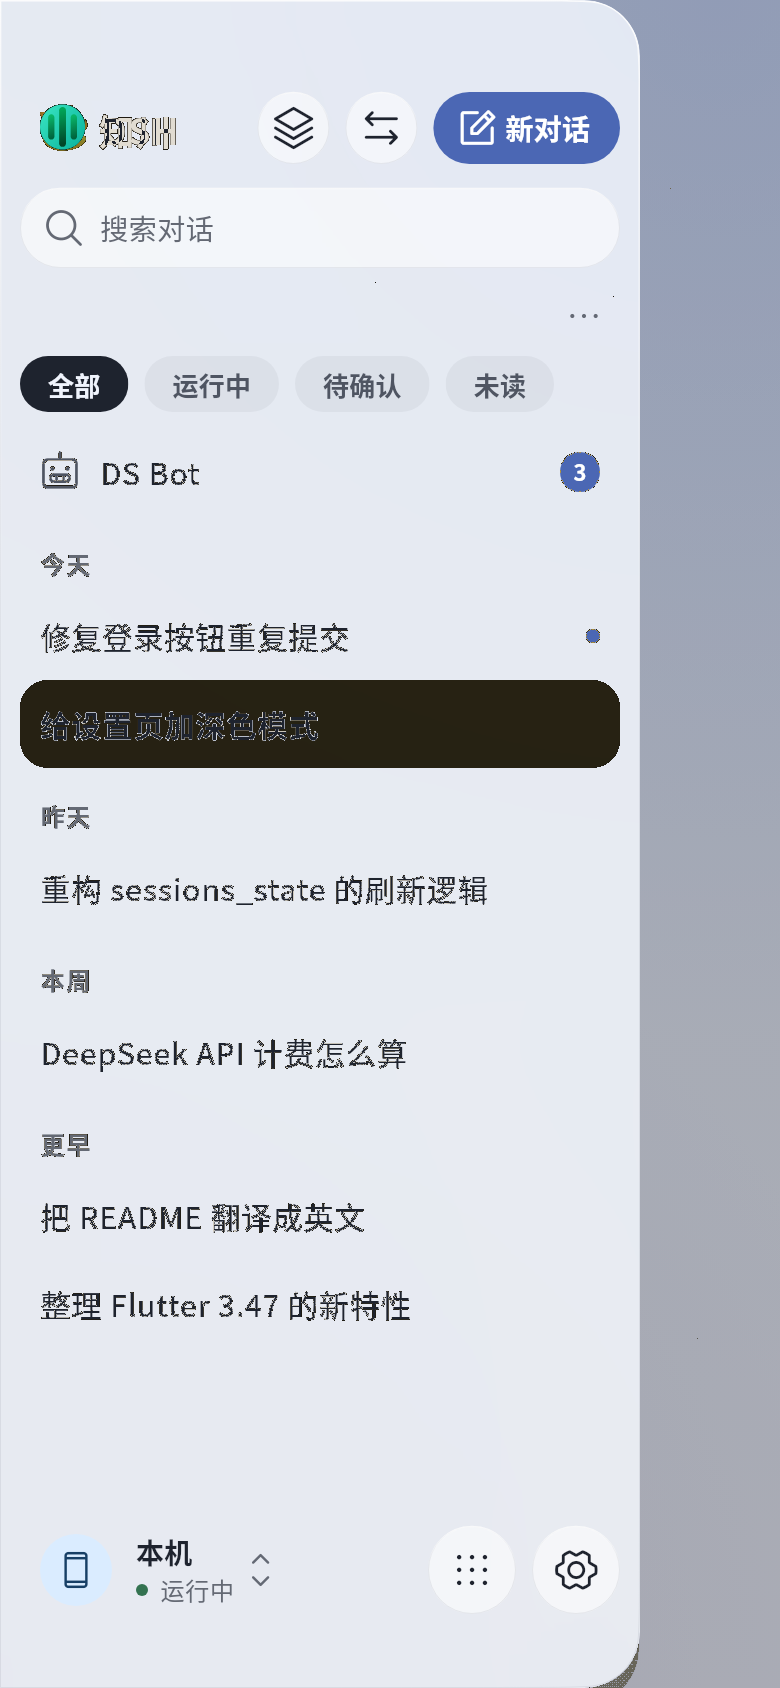 新对话
搜索对话
...
全部 运行中 待确认 未读
DS Bot 3
今天
修复登录按钮重复提交
给设置页加深色模式
昨天
重构 sessions_state 的刷新逻辑
本周
DeepSeek API 计费怎么算
更早
把 README 翻译成英文
整理 Flutter 3.47 的新特性
本机
运行中